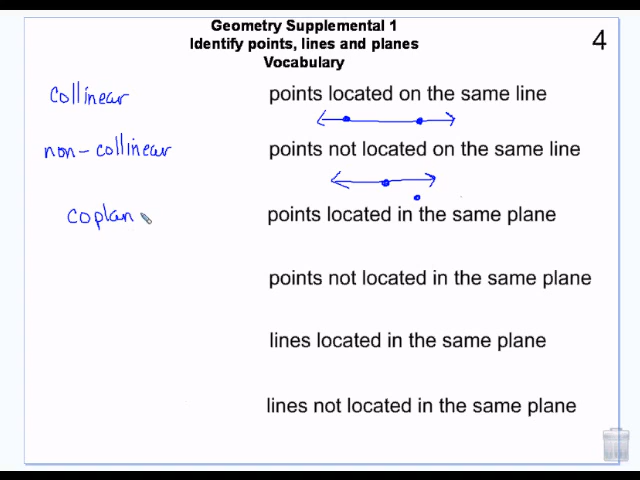 Geometry Supplemental 1
Identify points, lines and planes
Vocabulary
4
collinear points located on the same line
non-collinear points not located on the same line
coplan points located in the same plane
points not located in the same plane
lines located in the same plane
lines not located in the same plane